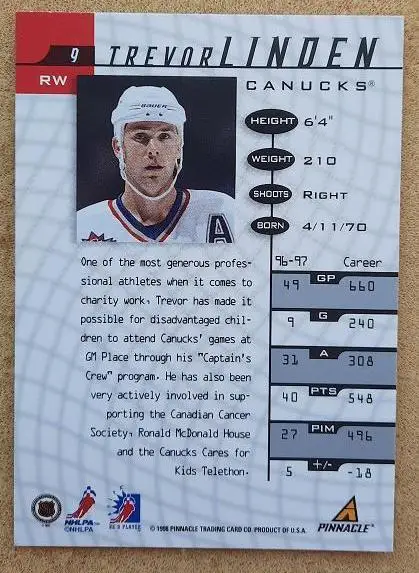 9 TREVOR LINDEN
RW
CANUCKS®
BAUER
A
HEIGHT 6'4"
WEIGHT 210
SHOOTS RIGHT
BORN 4/11/70
One of the most generous profes-
sional athletes when it comes to
charity work, Trevor has made it
possible for disadvantaged chil-
dren to attend Canucks' games at
GM Place through his "Captain's
Crew" program. He has also been
very actively involved in sup-
porting the Canadian Cancer
Society, Ronald McDonald House
and the Canucks Cares for
Kids Telethon.
96-97 Career
49 GP 660
9 G 240
31 A 308
40 PTS 548
27 PIM 496
5 +/- -18
NHLPA
©NHLPA
BE A PLAYER
© 1998 PINNACLE TRADING CARD CO. PRODUCT OF U.S.A.
PINNACLE